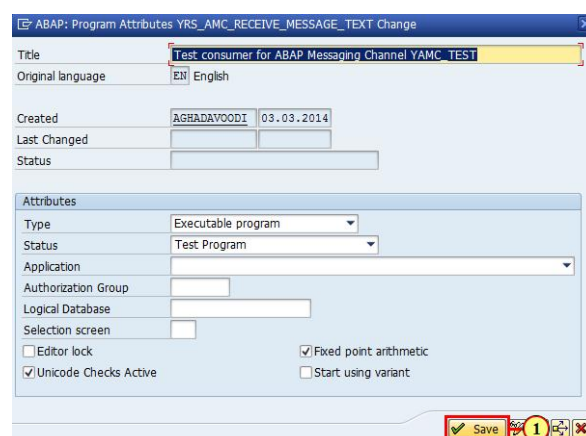 ABAP: Program Attributes YRS_AMC_RECEIVE_MESSAGE_TEXT Change
Title Test consumer for ABAP Messaging Channel YAMC_TEST
Original language EN English
Created AGHADAVOODI 03.03.2014
Last Changed
Status
Attributes
Type Executable program
Status Test Program
Application
Authorization Group
Logical Database
Selection screen
Editor lock Fixed point arithmetic
Unicode Checks Active Start using variant
Save 1